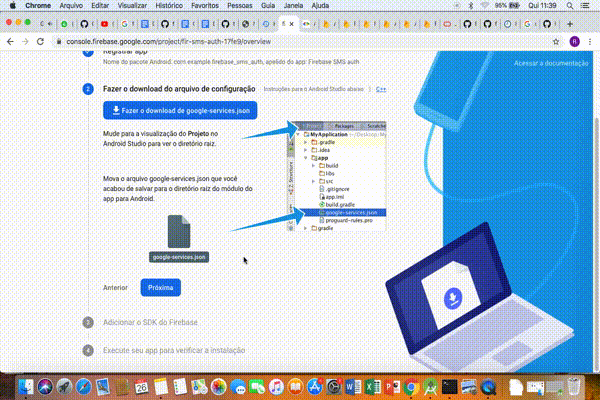 Chrome Arquivo Editar Visualizar Histórico Favoritos Pessoas Guia Janela Ajuda 96% Qui 11:39
console.firebase.google.com/project/fir-sms-auth-17fe9/overview
Registrar app
Nome do pacote Android: com.example.firebase_sms_auth, apelido do app: Firebase SMS auth
Acessar a documentação
2 Fazer o download do arquivo de configuração
Instruções para o Android Studio abaixo | C++
Fazer o download de google-services.json
Mude para a visualização do Projeto no
Android Studio para ver o diretório raiz.
Mova o arquivo google-services.json que você
acabou de salvar para o diretório raiz do módulo do
app para Android.
google-services.json
Project Packages Scratches
MyApplication (~/Desktop/My
.gradle
.idea
app
build
libs
src
.gitignore
app.iml
build.gradle
google-services.json
proguard-rules.pro
gradle
Anterior Próxima
3 Adicionar o SDK do Firebase
4 Execute seu app para verificar a instalação